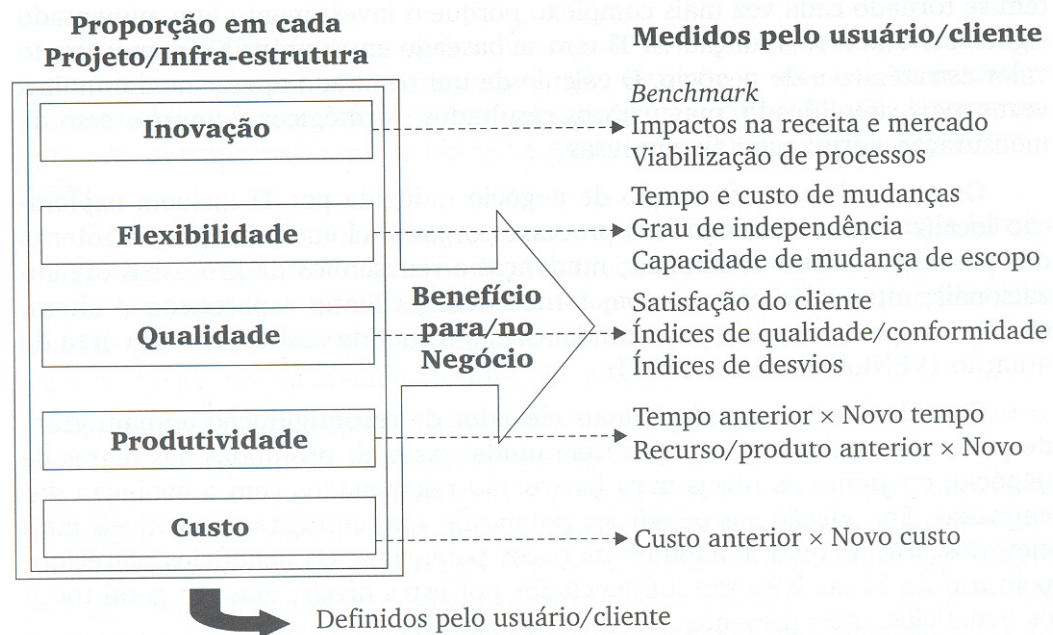 Proporção em cada
Projeto/Infra-estrutura
Medidos pelo usuário/cliente
Inovação
Benchmark
Impactos na receita e mercado
Viabilização de processos
Flexibilidade
Tempo e custo de mudanças
Grau de independência
Capacidade de mudança de escopo
Benefício
para/no
Negócio
Qualidade
Satisfação do cliente
Índices de qualidade/conformidade
Índices de desvios
Produtividade
Tempo anterior × Novo tempo
Recurso/produto anterior × Novo
Custo
Custo anterior × Novo custo
Definidos pelo usuário/cliente